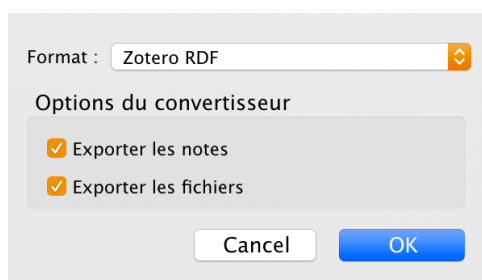 Format : Zotero RDF
Options du convertisseur
Exporter les notes
Exporter les fichiers
Cancel OK